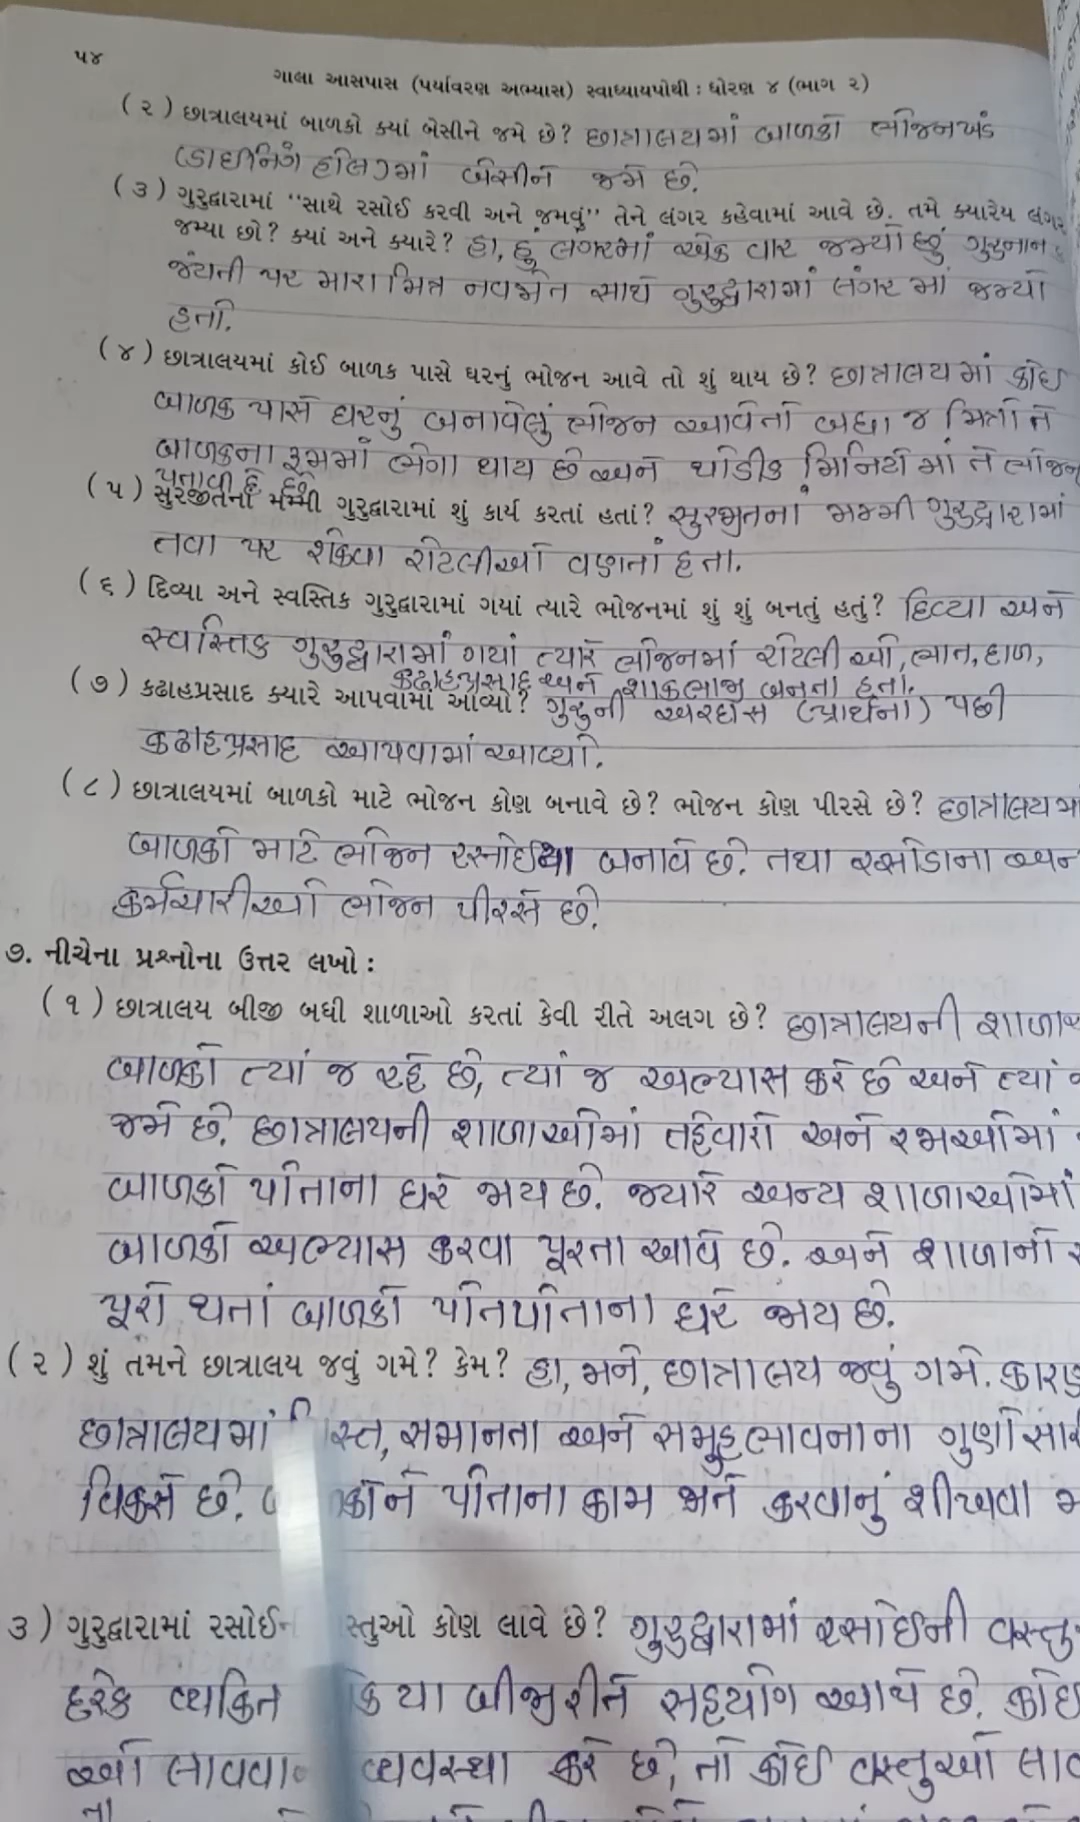 ૫૪
ગાલા આસપાસ (પર્યાવરણ અભ્યાસ) સ્વાધ્યાયપોથી : ધોરણ ૪ (ભાગ ૨)
(૨) છાત્રાલયમાં બાળકો ક્યાં બેસીને જમે છે? છાત્રાલયમાં બાળકો ભોજનખંડ
(ડાઈનિંગ હૉલ)માં બેસીને જમે છે.
(૩) ગુરુદ્વારામાં "સાથે રસોઈ કરવી અને જમવું" તેને લંગર કહેવામાં આવે છે. તમે ક્યારેય લંગર
જમ્યા છો? ક્યાં અને ક્યારે? હા, હું લંગરમાં એક વાર જમ્યો છું ગુરુનાનક
જંયતી પર મારા મિત્ર નવજોત સાથે ગુરુદ્વારામાં લંગર માં જમ્યો
હતો.
(૪) છાત્રાલયમાં કોઈ બાળક પાસે ઘરનું ભોજન આવે તો શું થાય છે? છાત્રાલયમાં કોઈ
બાળક પાસે ઘરનું બનાવેલું ભોજન આવેતો બધા જ મિત્રો તે
બાળકના રૂમમાં ભેગા થાય છે અને થોડીક મિનિટોમાં તે ભોજન
પતાવી દે છે.
(૫) સુરજીતનાં મમ્મી ગુરુદ્વારામાં શું કાર્ય કરતાં હતાં? સુરજીતનાં મમ્મી ગુરુદ્વારામાં
તવા પર શેકવા રોટલીઓ વણતાં હતા.
(૬) દિવ્યા અને સ્વસ્તિક ગુરુદ્વારામાં ગયાં ત્યારે ભોજનમાં શું શું બનતું હતું? દિવ્યા અને
સ્વસ્તિક ગુરુદ્વારામાં ગયાં ત્યારે ભોજનમાં રોટલીઓ, ભાત, દાળ,
કઢાહપ્રસાદ અને શાકભાજી બનતા હતા.
(૭) કઢાહપ્રસાદ ક્યારે આપવામાં આવ્યો? ગુરુની અરદાસ (પ્રાર્થના) પછી
કઢાહપ્રસાદ આપવામાં આવ્યો.
(૮) છાત્રાલયમાં બાળકો માટે ભોજન કોણ બનાવે છે? ભોજન કોણ પીરસે છે? છાત્રાલયમાં
બાળકો માટે ભોજન રસોઈયા બનાવે છે. તથા રસોડાના અન્ય
કર્મચારીઓ ભોજન પીરસે છે.
૭. નીચેના પ્રશ્નોના ઉત્તર લખો :
(૧) છાત્રાલય બીજી બધી શાળાઓ કરતાં કેવી રીતે અલગ છે? છાત્રાલયની
બાળકો ત્યાં જ રહે છે, ત્યાં જ અભ્યાસ કરે છે અને ત્યાં
જમે છે. છાત્રાલયની શાળાઓમાં તહેવારો અને રજાઓમાં
બાળકો પોતાના ઘરે જાય છે. જ્યારે અન્ય શાળાઓમાં
બાળકો અભ્યાસ કરવા પૂરતા આવે છે. અને શાળાનો
પૂરો થતાં બાળકો પોતપોતાના ઘરે જાય છે.
(૨) શું તમને છાત્રાલય જવું ગમે? કેમ? હા, મને, છાત્રાલય જવું ગમે. કારણ
છાત્રાલયમાં સમાનતા અને સમુહભાવનાના ગુણો
વિકસે છે. પોતાના કામ જાતે કરવાનું શીખવા
૩) ગુરુદ્વારામાં કોણ લાવે છે? ગુરુદ્વારામાં રસોઈની
દરેક વ્યકિત યા બીજી રીતે સહયોગ આપે છે. કોઈ
વ્યવસ્થા કરે છે, તો કોઈ વસ્તુઓ